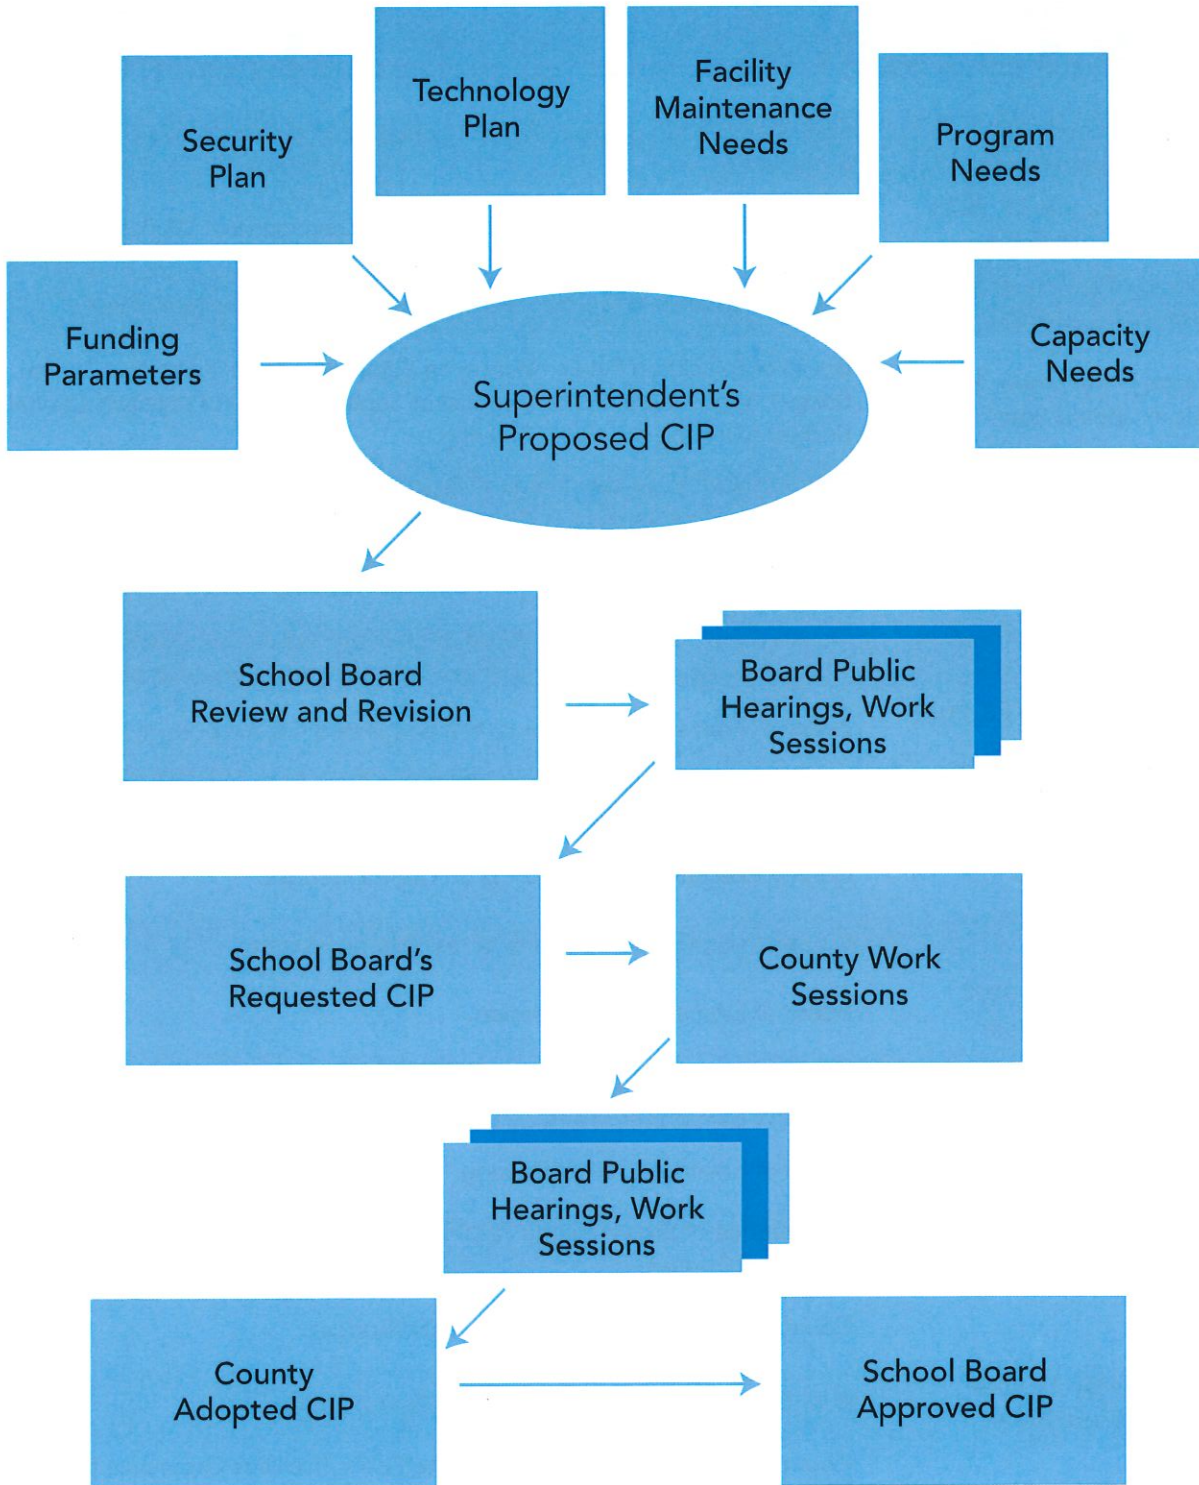 Technology
Plan
Facility
Maintenance
Needs
Security
Plan
Program
Needs
Funding
Parameters
Capacity
Needs
Superintendent's
Proposed CIP
School Board
Review and Revision
Board Public
Hearings, Work
Sessions
School Board's
Requested CIP
County Work
Sessions
Board Public
Hearings, Work
Sessions
County
Adopted CIP
School Board
Approved CIP